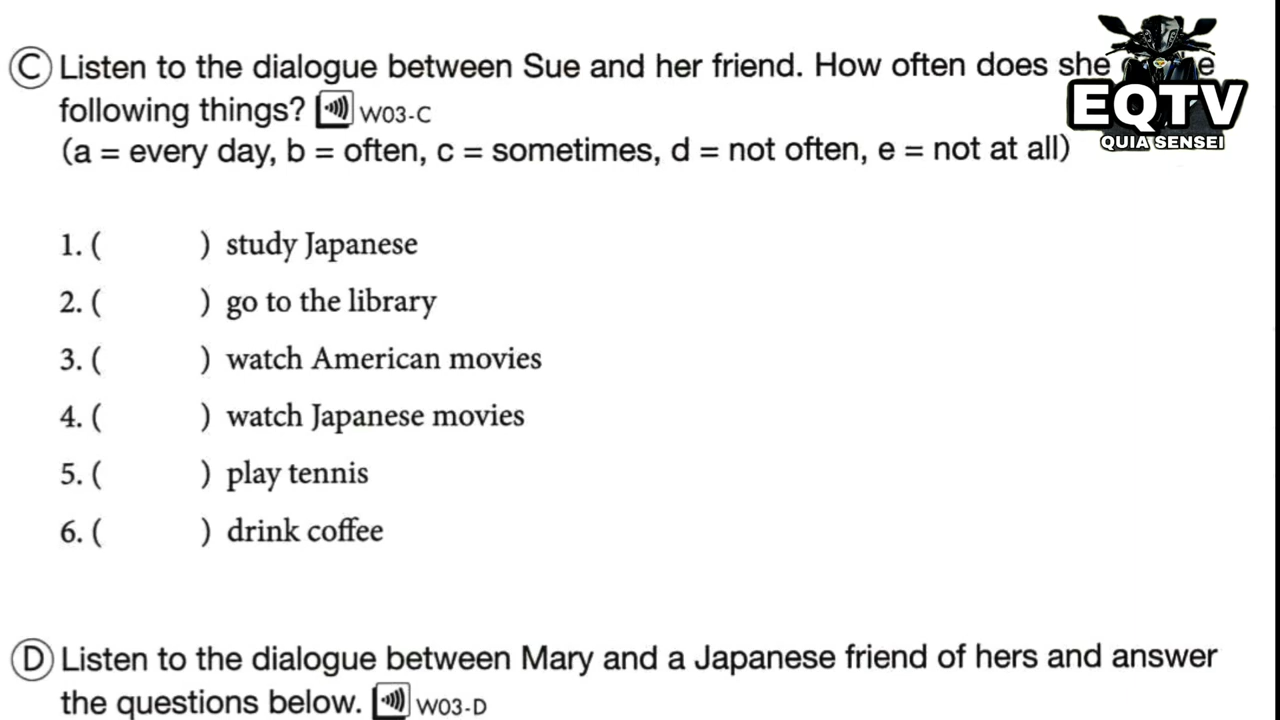 C Listen to the dialogue between Sue and her friend. How often does she
following things? W03-C
(a = every day, b = often, c = sometimes, d = not often, e = not at all)
EQTV
QUIA SENSEI
1. ( ) study Japanese
2. ( ) go to the library
3. ( ) watch American movies
4. ( ) watch Japanese movies
5. ( ) play tennis
6. ( ) drink coffee
D Listen to the dialogue between Mary and a Japanese friend of hers and answer
the questions below. W03-D